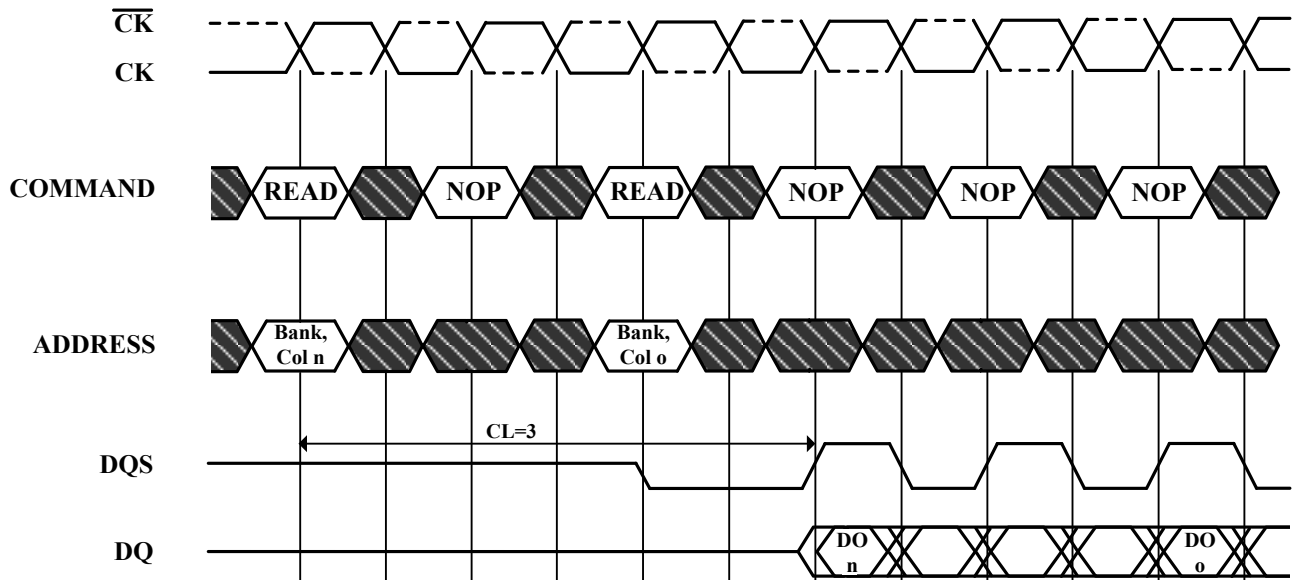 C̅K̅
CK
COMMAND
READ NOP READ NOP NOP NOP
ADDRESS
Bank,
Col n
Bank,
Col o
CL=3
DQS
DQ
DO
n
DO
o